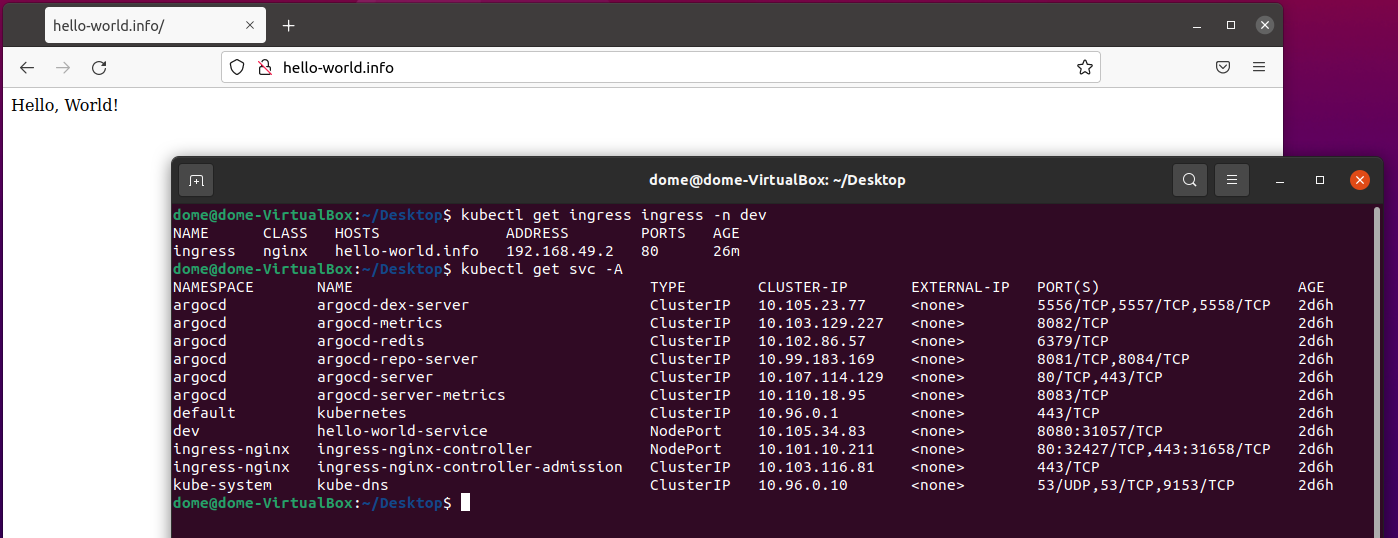 hello-world.info/
hello-world.info
Hello, World!
dome@dome-VirtualBox: ~/Desktop
dome@dome-VirtualBox:~/Desktop$ kubectl get ingress ingress -n dev
NAME CLASS HOSTS ADDRESS PORTS AGE
ingress nginx hello-world.info 192.168.49.2 80 26m
dome@dome-VirtualBox:~/Desktop$ kubectl get svc -A
NAMESPACE NAME TYPE CLUSTER-IP EXTERNAL-IP PORT(S) AGE
argocd argocd-dex-server ClusterIP 10.105.23.77 <none> 5556/TCP,5557/TCP,5558/TCP 2d6h
argocd argocd-metrics ClusterIP 10.103.129.227 <none> 8082/TCP 2d6h
argocd argocd-redis ClusterIP 10.102.86.57 <none> 6379/TCP 2d6h
argocd argocd-repo-server ClusterIP 10.99.183.169 <none> 8081/TCP,8084/TCP 2d6h
argocd argocd-server ClusterIP 10.107.114.129 <none> 80/TCP,443/TCP 2d6h
argocd argocd-server-metrics ClusterIP 10.110.18.95 <none> 8083/TCP 2d6h
default kubernetes ClusterIP 10.96.0.1 <none> 443/TCP 2d6h
dev hello-world-service NodePort 10.105.34.83 <none> 8080:31057/TCP 2d6h
ingress-nginx ingress-nginx-controller NodePort 10.101.10.211 <none> 80:32427/TCP,443:31658/TCP 2d6h
ingress-nginx ingress-nginx-controller-admission ClusterIP 10.103.116.81 <none> 443/TCP 2d6h
kube-system kube-dns ClusterIP 10.96.0.10 <none> 53/UDP,53/TCP,9153/TCP 2d6h
dome@dome-VirtualBox:~/Desktop$